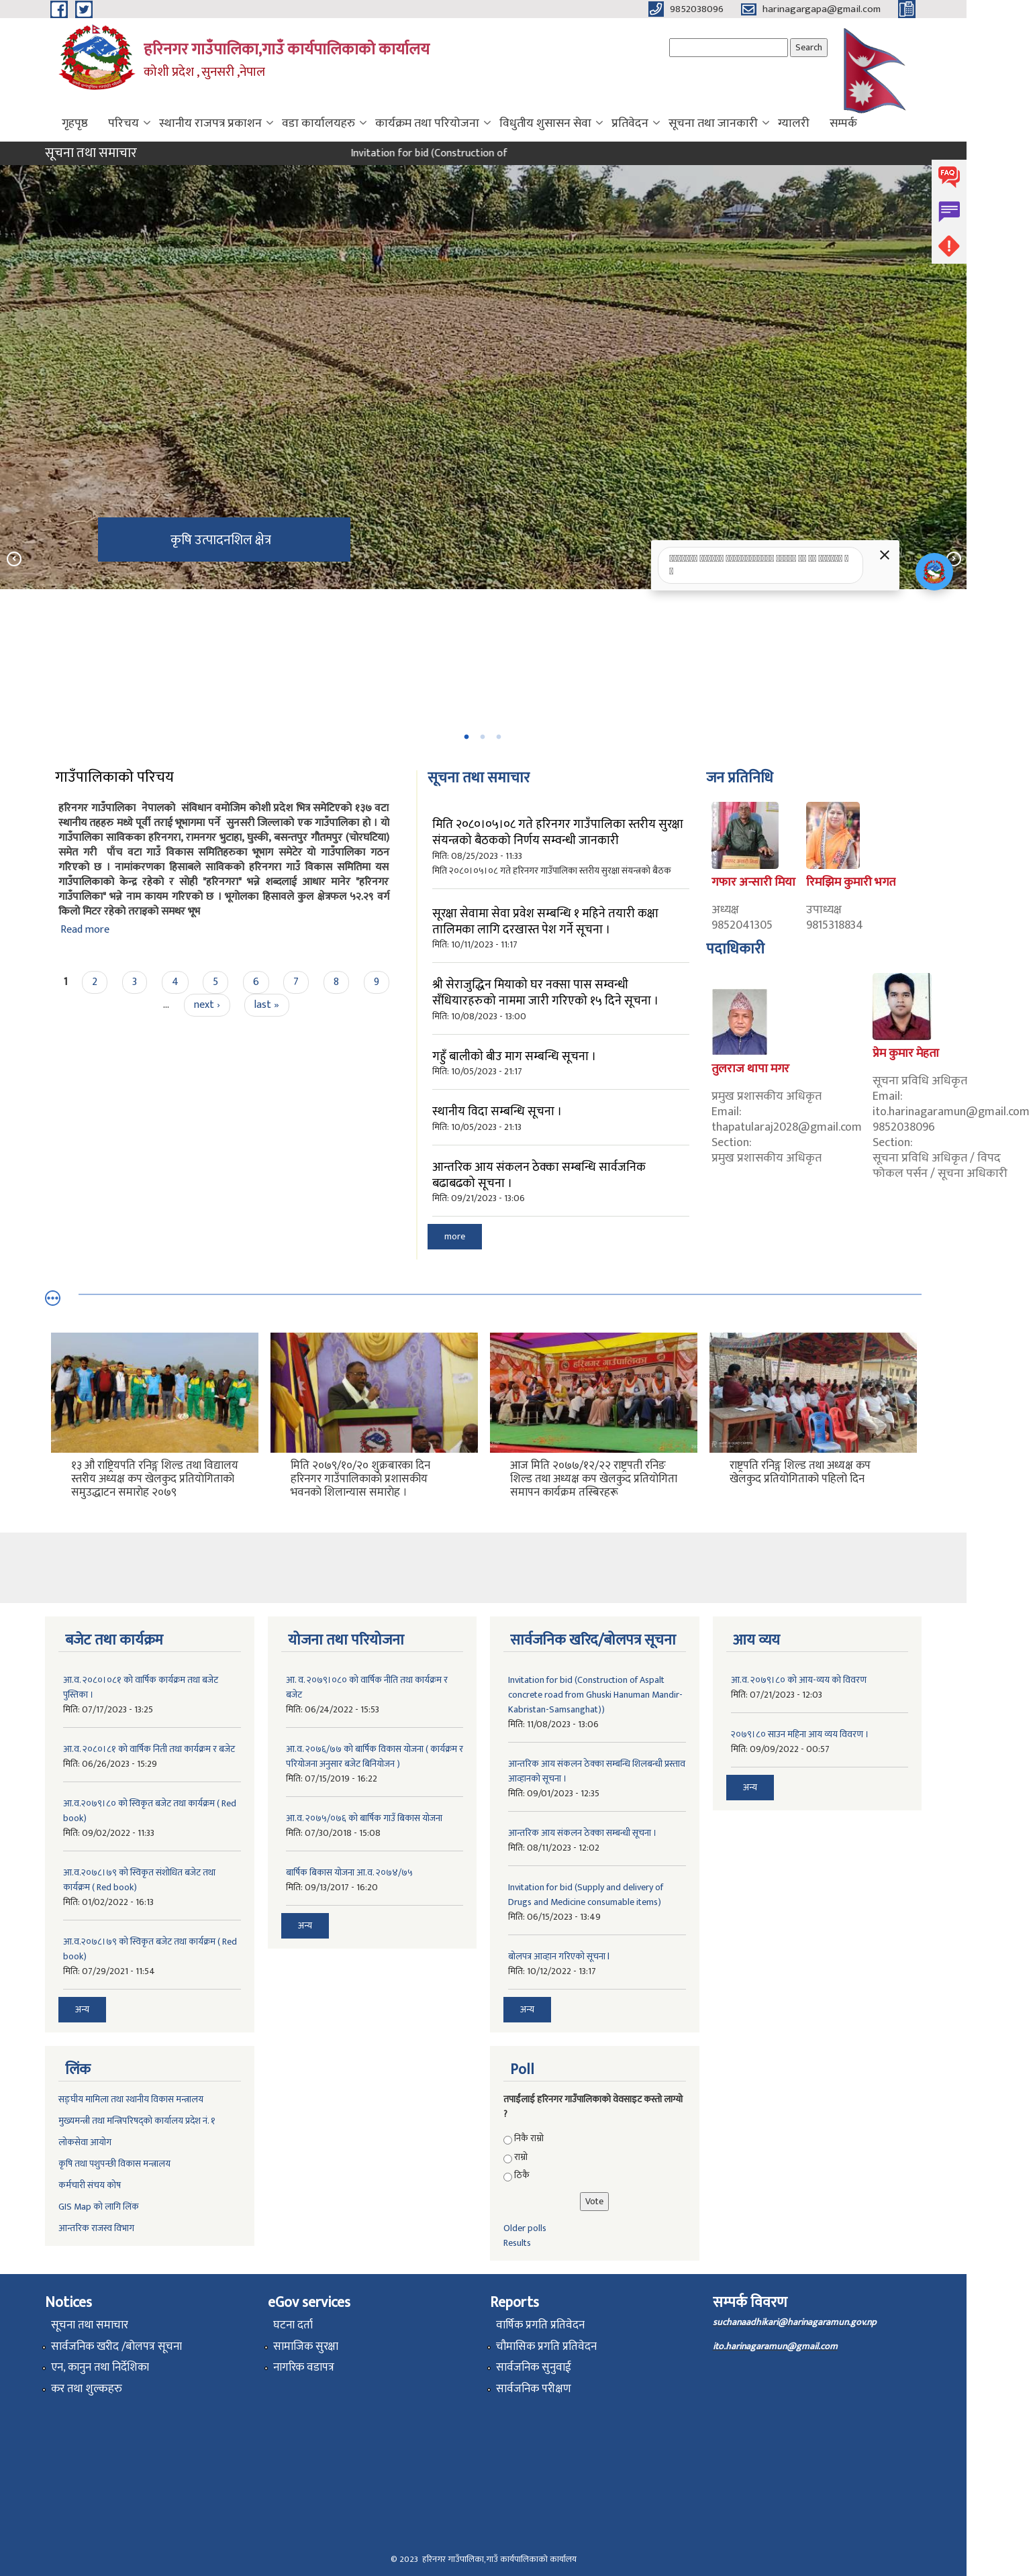 9852038096
harinagargapa@gmail.com
हरिनगर गाउँपालिका,गाउँ कार्यपालिकाको कार्यालय
कोशी प्रदेश , सुनसरी ,नेपाल
Search
गृहपृष्ठ परिचय स्थानीय राजपत्र प्रकाशन वडा कार्यालयहरु कार्यक्रम तथा परियोजना विधुतीय शुसासन सेवा प्रतिवेदन सूचना तथा जानकारी ग्यालरी सम्पर्क
सूचना तथा समाचार
Invitation for bid (Construction of
FAQ
कृषि उत्पादनशिल क्षेत्र
गाउँपालिकाको परिचय
हरिनगर गाउँपालिका नेपालको संविधान वमोजिम कोशी प्रदेश भित्र समेटिएको १३७ वटा
स्थानीय तहहरु मध्ये पूर्वी तराई भूभागमा पर्ने सुनसरी जिल्लाको एक गाउँपालिका हो । यो
गाउँपालिका साविकका हरिनगरा, रामनगर भुटाहा, घुस्की, बसन्तपुर गौतमपुर (चोरघटिया)
समेत गरी पाँच वटा गाउँ विकास समितिहरुका भूभाग समेटेर यो गाउँपालिका गठन
गरिएको छ । नामांकरणका हिसाबले साविकको हरिनगरा गाउँ विकास समितिमा यस
गाउँपालिकाको केन्द्र रहेको र सोही "हरिनगरा" भन्ने शब्दलाई आधार मानेर "हरिनगर
गाउँपालिका" भन्ने नाम कायम गरिएको छ । भूगोलका हिसावले कुल क्षेत्रफल ५२.२९ वर्ग
किलो मिटर रहेको तराइको समथर भूभ
Read more
1 2 3 4 5 6 7 8 9
… next › last »
सूचना तथा समाचार
मिति २०८०।०५।०८ गते हरिनगर गाउँपालिका स्तरीय सुरक्षा
संयन्त्रको बैठकको निर्णय सम्वन्धी जानकारी
मिति: 08/25/2023 - 11:33
मिति २०८०।०५।०८ गते हरिनगर गाउँपालिका स्तरीय सुरक्षा संयन्त्रको बैठक
सूरक्षा सेवामा सेवा प्रवेश सम्बन्धि १ महिने तयारी कक्षा
तालिमका लागि दरखास्त पेश गर्ने सूचना ।
मिति: 10/11/2023 - 11:17
श्री सेराजुद्धिन मियाको घर नक्सा पास सम्वन्धी
सँधियारहरुको नाममा जारी गरिएको १५ दिने सूचना ।
मिति: 10/08/2023 - 13:00
गहुँ बालीको बीउ माग सम्बन्धि सूचना ।
मिति: 10/05/2023 - 21:17
स्थानीय विदा सम्बन्धि सूचना ।
मिति: 10/05/2023 - 21:13
आन्तरिक आय संकलन ठेक्का सम्बन्धि सार्वजनिक
बढाबढको सूचना ।
मिति: 09/21/2023 - 13:06
more
जन प्रतिनिधि
गफार अन्सारी मिया
अध्यक्ष
9852041305
रिमझिम कुमारी भगत
उपाध्यक्ष
9815318834
पदाधिकारी
तुलराज थापा मगर
प्रमुख प्रशासकीय अधिकृत
Email:
thapatularaj2028@gmail.com
Section:
प्रमुख प्रशासकीय अधिकृत
प्रेम कुमार मेहता
सूचना प्रविधि अधिकृत
Email:
ito.harinagaramun@gmail.com
9852038096
Section:
सूचना प्रविधि अधिकृत / विपद
फोकल पर्सन / सूचना अधिकारी
१३ औ राष्ट्रियपति रनिङ्ग शिल्ड तथा विद्यालय
स्तरीय अध्यक्ष कप खेलकुद प्रतियोगिताको
समुउद्धाटन समारोह २०७९
मिति २०७९/१०/२० शुक्रबारका दिन
हरिनगर गाउँपालिकाको प्रशासकीय
भवनको शिलान्यास समारोह ।
आज मिति २०७७/१२/२२ राष्ट्रपती रनिङ
शिल्ड तथा अध्यक्ष कप खेलकुद प्रतियोगिता
समापन कार्यक्रम तस्बिरहरू
राष्ट्रपति रनिङ्ग शिल्ड तथा अध्यक्ष कप
खेलकुद प्रतियोगिताको पहिलो दिन
बजेट तथा कार्यक्रम
आ.व.२०८०।०८१ को वार्षिक कार्यक्रम तथा बजेट
पुस्तिका ।
मिति: 07/17/2023 - 13:25
आ.व.२०८०।८१ को वार्षिक निती तथा कार्यक्रम र बजेट
मिति: 06/26/2023 - 15:29
आ.व.२०७९।८० को स्विकृत बजेट तथा कार्यक्रम ( Red
book)
मिति: 09/02/2022 - 11:33
आ.व.२०७८।७९ को स्विकृत संशोधित बजेट तथा
कार्यक्रम ( Red book)
मिति: 01/02/2022 - 16:13
आ.व.२०७८।७९ को स्विकृत बजेट तथा कार्यक्रम ( Red
book)
मिति: 07/29/2021 - 11:54
अन्य
योजना तथा परियोजना
आ. व. २०७९।०८० को वार्षिक नीति तथा कार्यक्रम र
बजेट
मिति: 06/24/2022 - 15:53
आ.व. २०७६/७७ को बार्षिक विकास योजना ( कार्यक्रम र
परियोजना अनुसार बजेट बिनियोजन )
मिति: 07/15/2019 - 16:22
आ.व. २०७५/०७६ को बार्षिक गाउँ बिकास योजना
मिति: 07/30/2018 - 15:08
बार्षिक बिकास योजना आ.व. २०७४/७५
मिति: 09/13/2017 - 16:20
अन्य
सार्वजनिक खरिद/बोलपत्र सूचना
Invitation for bid (Construction of Aspalt
concrete road from Ghuski Hanuman Mandir-
Kabristan-Samsanghat))
मिति: 11/08/2023 - 13:06
आन्तरिक आय संकलन ठेक्का सम्बन्धि शिलबन्धी प्रस्ताव
आव्हानको सूचना ।
मिति: 09/01/2023 - 12:35
आन्तरिक आय संकलन ठेक्का सम्बन्धी सूचना ।
मिति: 08/11/2023 - 12:02
Invitation for bid (Supply and delivery of
Drugs and Medicine consumable items)
मिति: 06/15/2023 - 13:49
बोलपत्र आव्हान गरिएको सूचना l
मिति: 10/12/2022 - 13:17
अन्य
आय व्यय
आ.व. २०७९।८० को आय-व्यय को विवरण
मिति: 07/21/2023 - 12:03
२०७९।८० साउन महिना आय व्यय विवरण ।
मिति: 09/09/2022 - 00:57
अन्य
लिंक
सङ्घीय मामिला तथा स्थानीय विकास मन्त्रालय
मुख्यमन्त्री तथा मन्त्रिपरिषद्को कार्यालय प्रदेश नं. १
लोकसेवा आयोग
कृषि तथा पशुपन्छी विकास मन्त्रालय
कर्मचारी संचय कोष
GIS Map को लागि लिंक
आन्तरिक राजस्व विभाग
Poll
तपाईंलाई हरिनगर गाउँपालिकाको वेवसाइट कस्तो लाग्यो
?
निकै राम्रो
राम्रो
ठिकै
Vote
Older polls
Results
Notices
सूचना तथा समाचार
सार्वजनिक खरीद /बोलपत्र सूचना
एन, कानुन तथा निर्देशिका
कर तथा शुल्कहरु
eGov services
घटना दर्ता
सामाजिक सुरक्षा
नागरिक वडापत्र
Reports
वार्षिक प्रगति प्रतिवेदन
चौमासिक प्रगति प्रतिवेदन
सार्वजनिक सुनुवाई
सार्वजनिक परीक्षण
सम्पर्क विवरण
suchanaadhikari@harinagaramun.gov.np
ito.harinagaramun@gmail.com
© 2023 हरिनगर गाउँपालिका,गाउँ कार्यपालिकाको कार्यालय